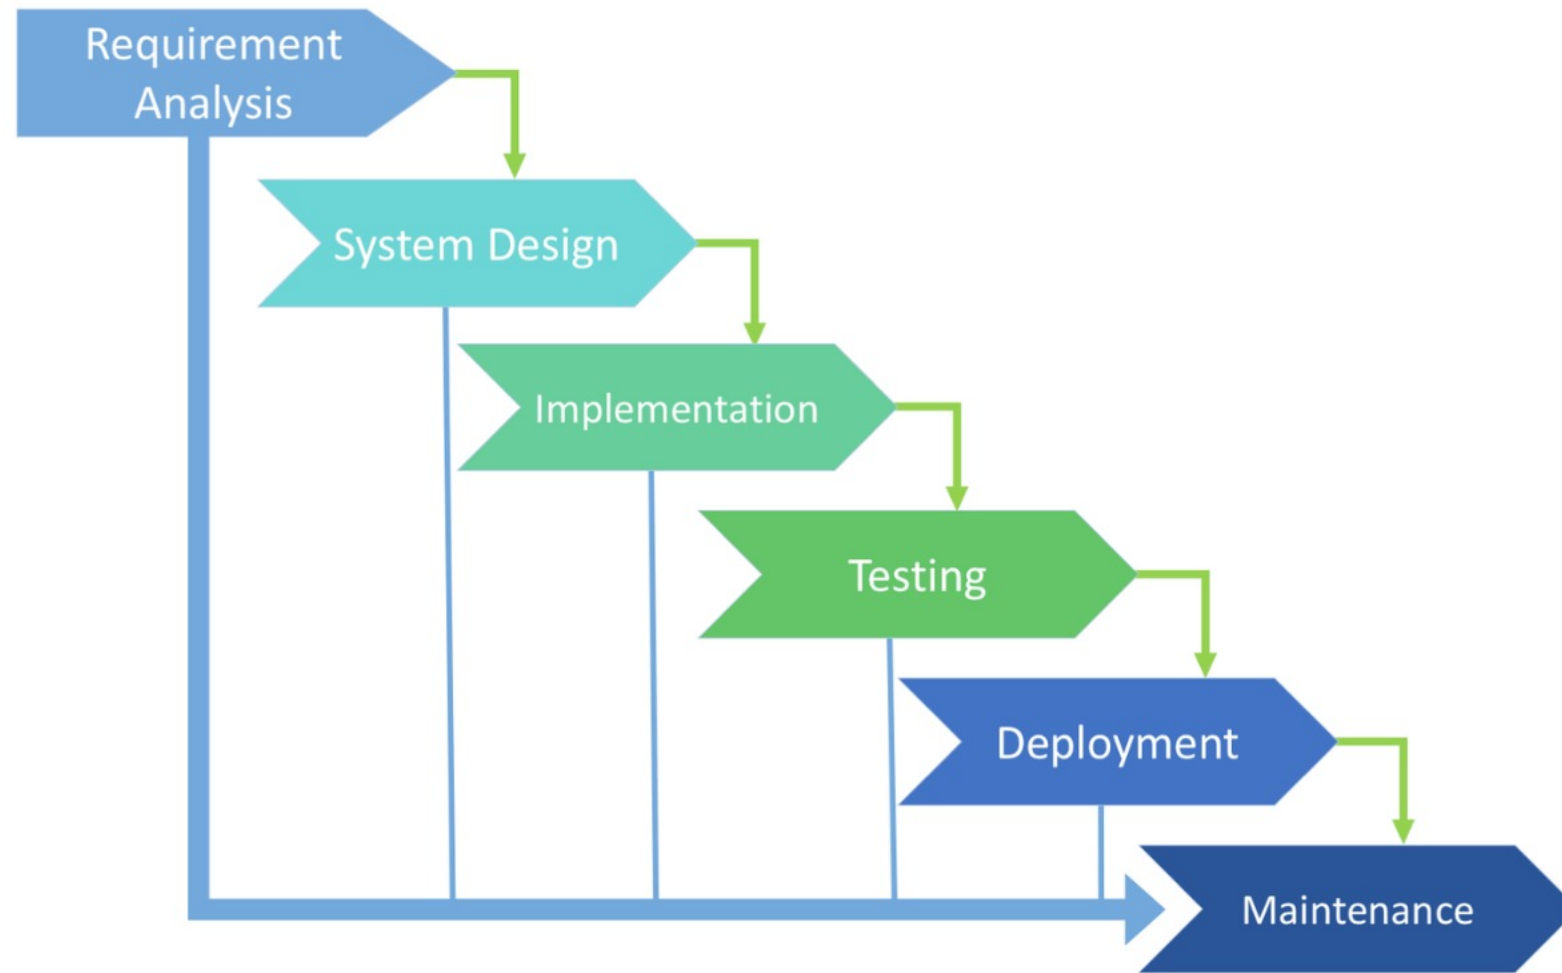 Requirement
Analysis
System Design
Implementation
Testing
Deployment
Maintenance